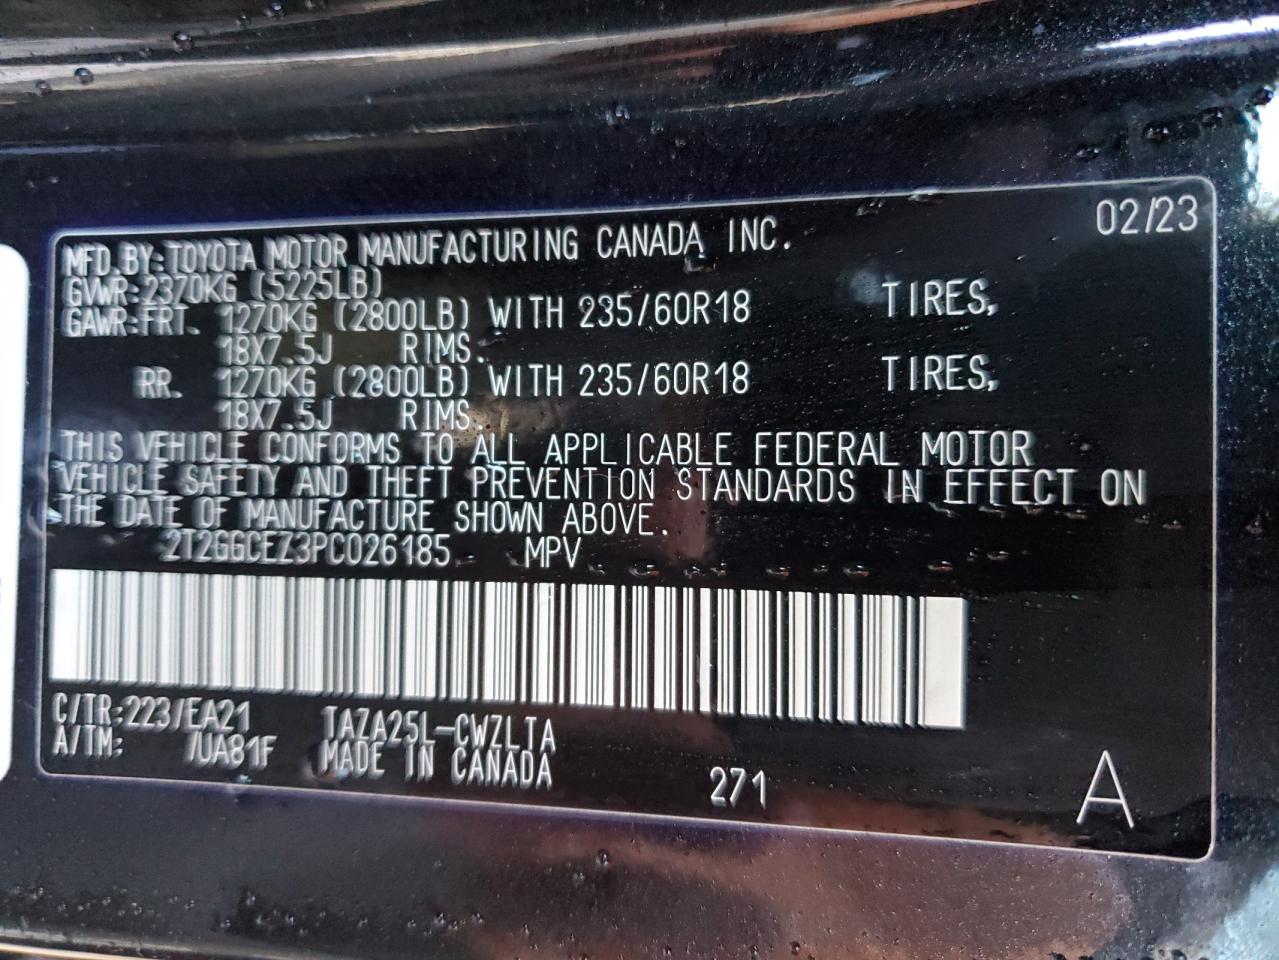 02/23
MFD.BY:TOYOTA MOTOR MANUFACTURING CANADA INC.
GVWR:2370KG (5225LB)
GAWR:FRT. 1270KG (2800LB) WITH 235/60R18 TIRES,
18X7.5J RIMS.
RR. 1270KG (2800LB) WITH 235/60R18 TIRES,
18X7.5J RIMS.
THIS VEHICLE CONFORMS TO ALL APPLICABLE FEDERAL MOTOR
VEHICLE SAFETY AND THEFT PREVENTION STANDARDS IN EFFECT ON
THE DATE OF MANUFACTURE SHOWN ABOVE.
2T2GGCEZ3PC026185 MPV
C/TR:223/EA21 TAZA25L-CWZLTA
A/TM: /UA81F MADE IN CANADA
271 A